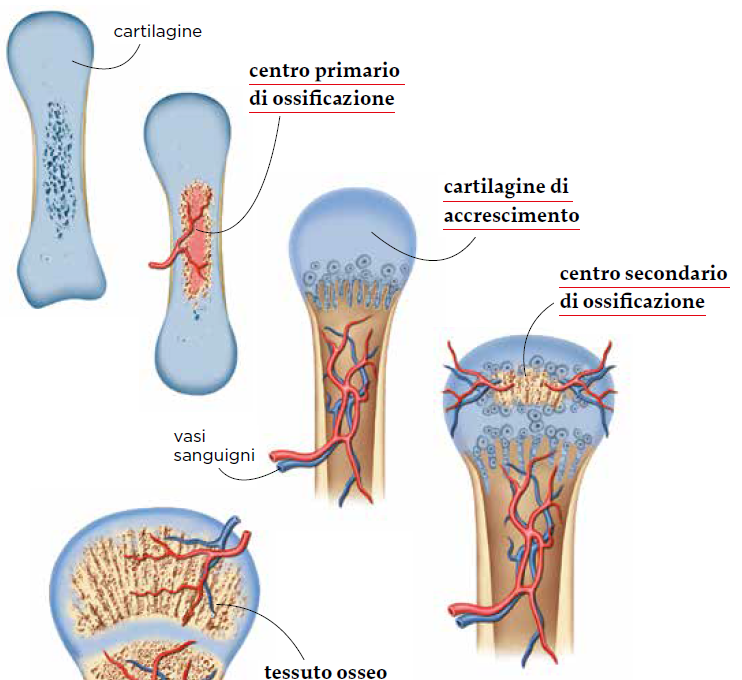 cartilagine
centro primario
di ossificazione
cartilagine di
accrescimento
centro secondario
di ossificazione
vasi
sanguigni
tessuto osseo